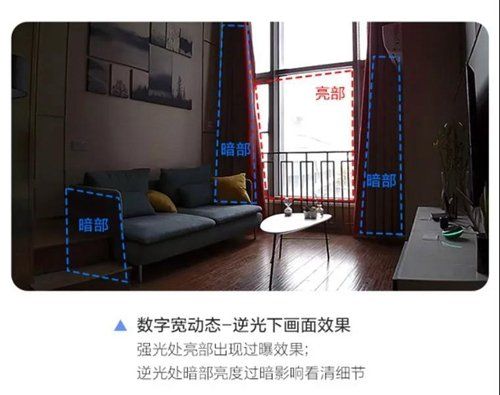 亮部
暗部
暗部
暗部
数字宽动态-逆光下画面效果
强光处亮部出现过曝效果;
逆光处暗部亮度过暗影响看清细节